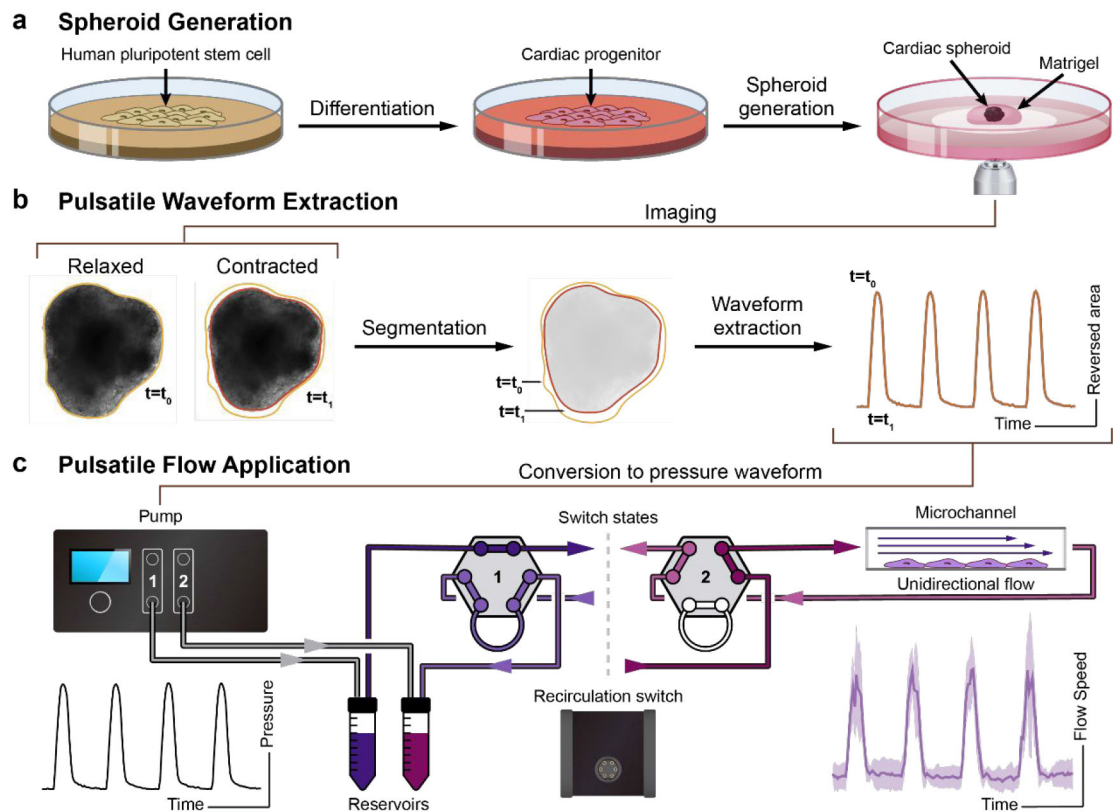 a Spheroid Generation
Human pluripotent stem cell
Differentiation
Cardiac progenitor
Spheroid
generation
Cardiac spheroid
Matrigel
b Pulsatile Waveform Extraction
Imaging
Relaxed
t=t₀
Contracted
t=t₁
Segmentation
t=t₀
t=t₁
Waveform
extraction
t=t₀
t=t₁
Time
Reversed area
c Pulsatile Flow Application
Conversion to pressure waveform
Pump
1
2
Switch states
1
2
Microchannel
Unidirectional flow
Recirculation switch
Pressure
Time
Reservoirs
Flow Speed
Time